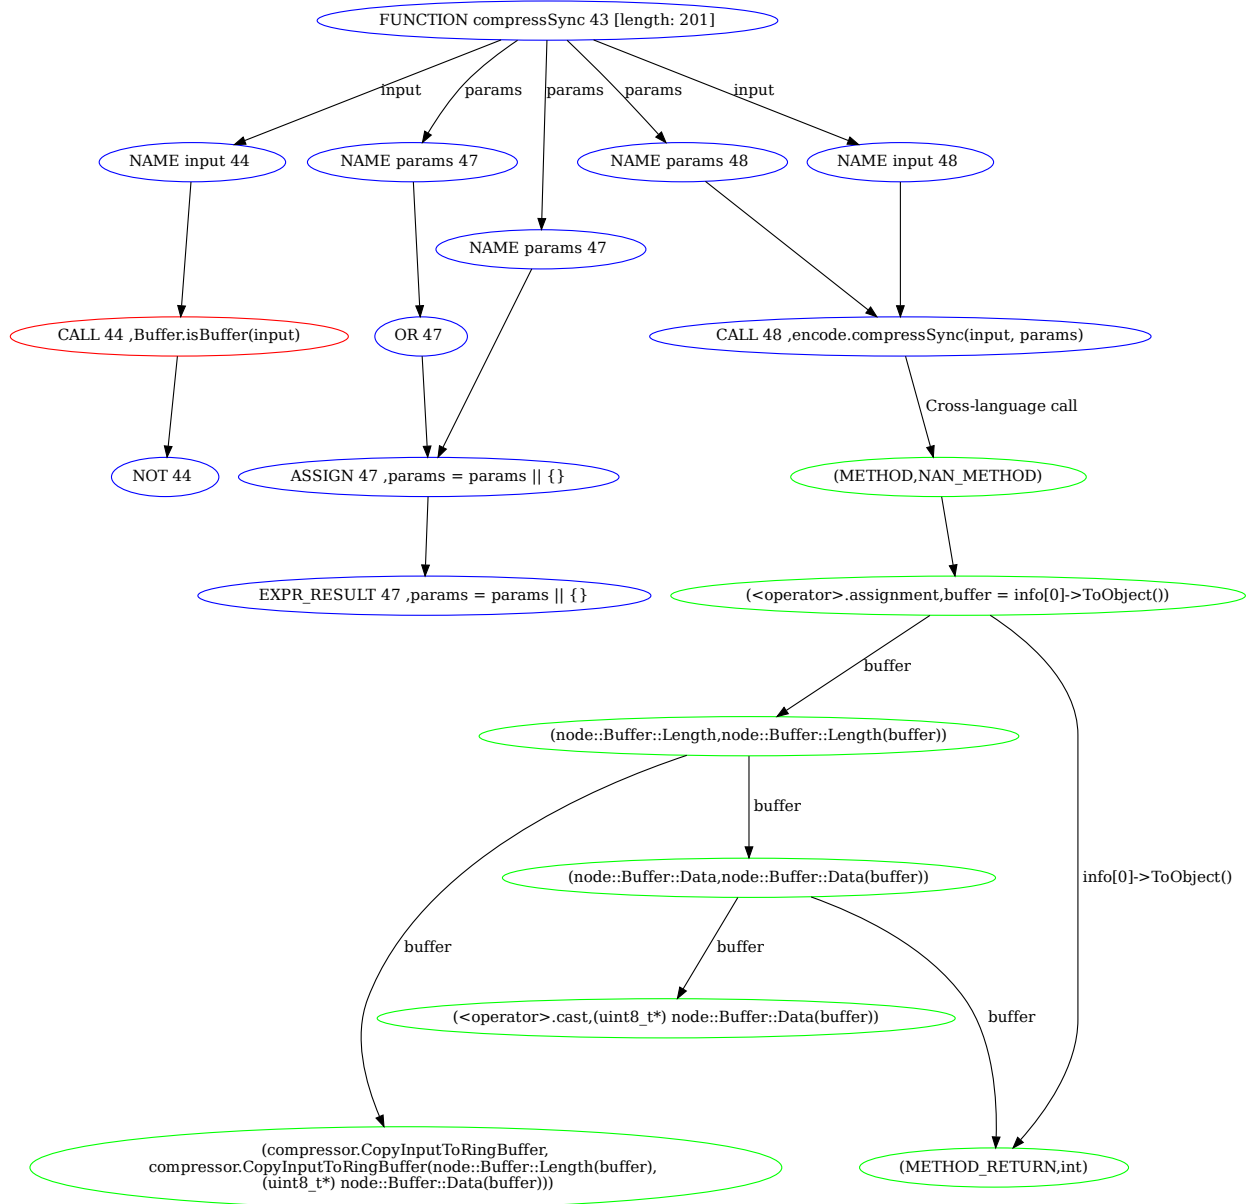 FUNCTION compressSync 43 [length: 201]
input
params
params
params
input
NAME input 44
NAME params 47
NAME params 48
NAME input 48
NAME params 47
CALL 44 ,Buffer.isBuffer(input)
OR 47
CALL 48 ,encode.compressSync(input, params)
Cross-language call
NOT 44
ASSIGN 47 ,params = params || {}
(METHOD,NAN_METHOD)
EXPR_RESULT 47 ,params = params || {}
(<operator>.assignment,buffer = info[0]->ToObject())
buffer
(node::Buffer::Length,node::Buffer::Length(buffer))
buffer
(node::Buffer::Data,node::Buffer::Data(buffer))
info[0]->ToObject()
buffer
buffer
(<operator>.cast,(uint8_t*) node::Buffer::Data(buffer))
buffer
(compressor.CopyInputToRingBuffer,
compressor.CopyInputToRingBuffer(node::Buffer::Length(buffer),
(uint8_t*) node::Buffer::Data(buffer)))
(METHOD_RETURN,int)